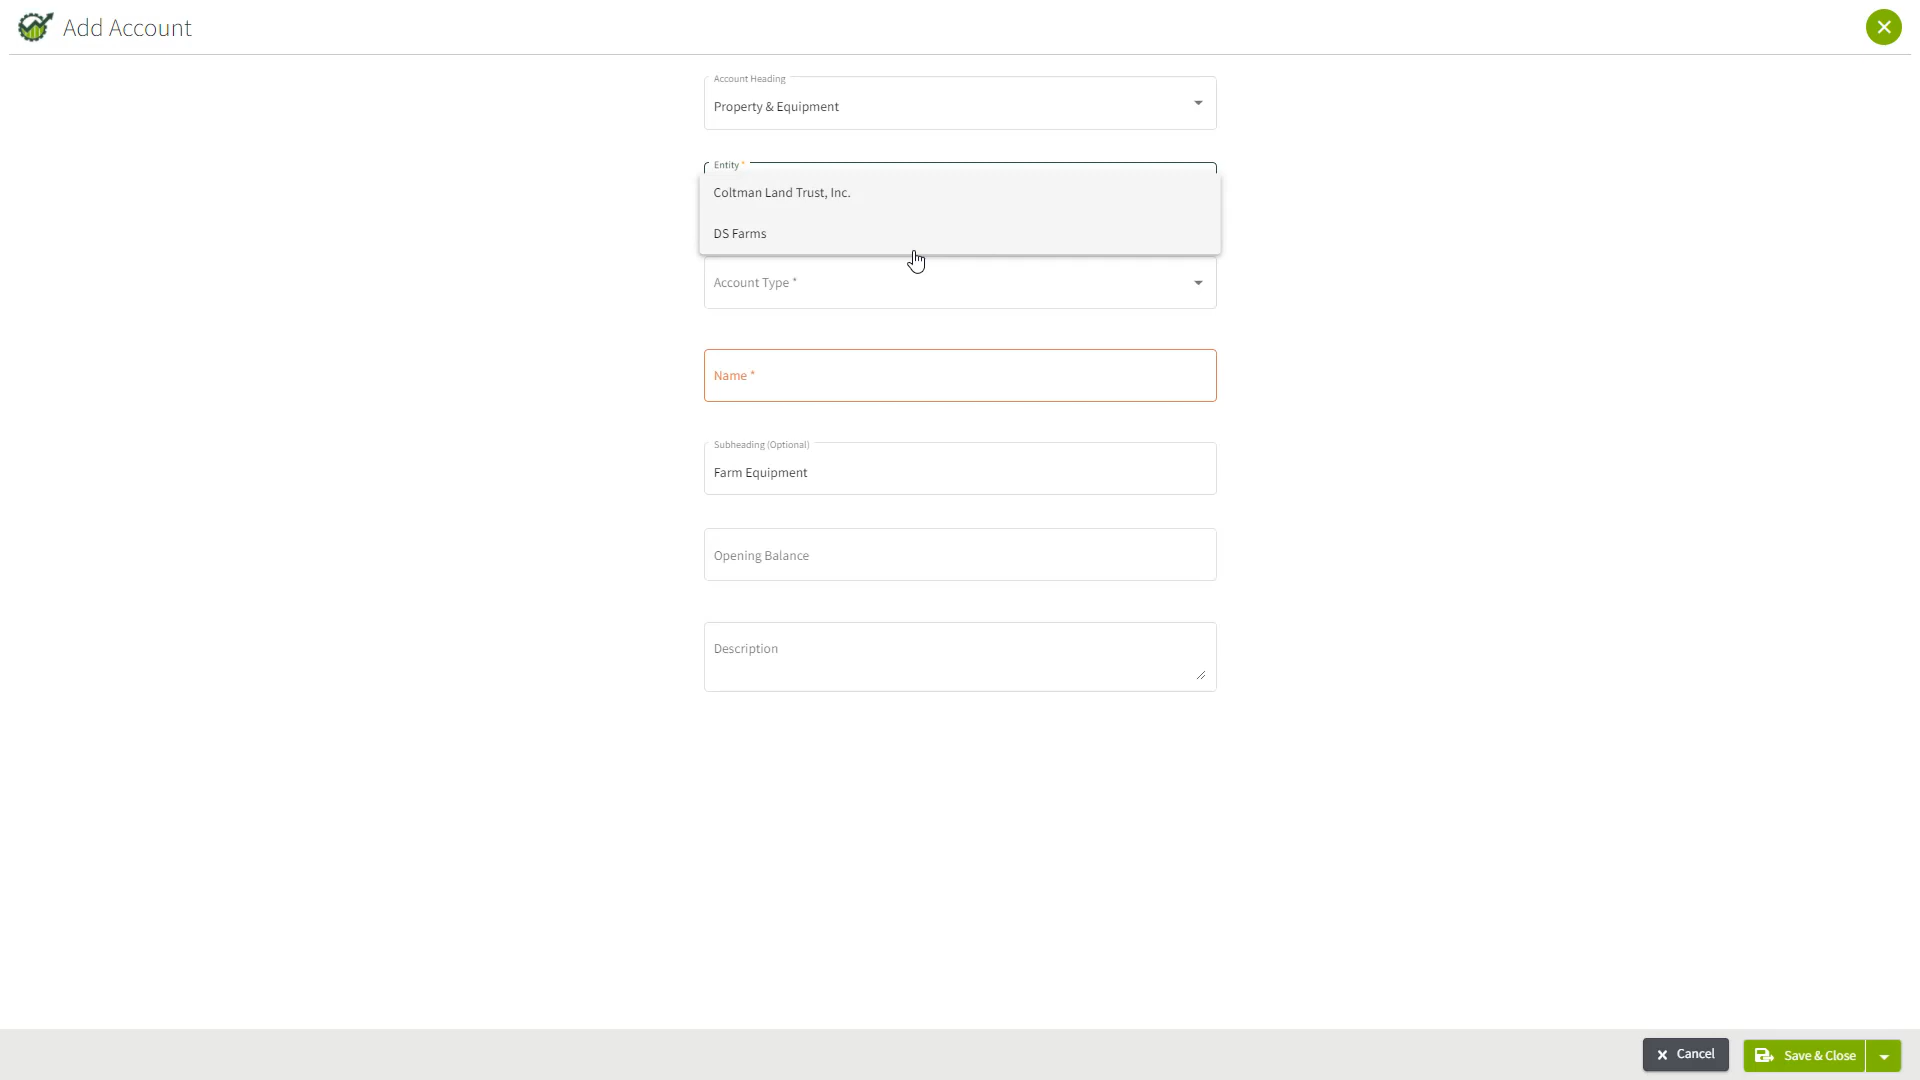 Add Account
Account Heading
Property & Equipment
Entity *
Coltman Land Trust, Inc.
DS Farms
Account Type *
Name *
Subheading (Optional)
Farm Equipment
Opening Balance
Description
Cancel
Save & Close